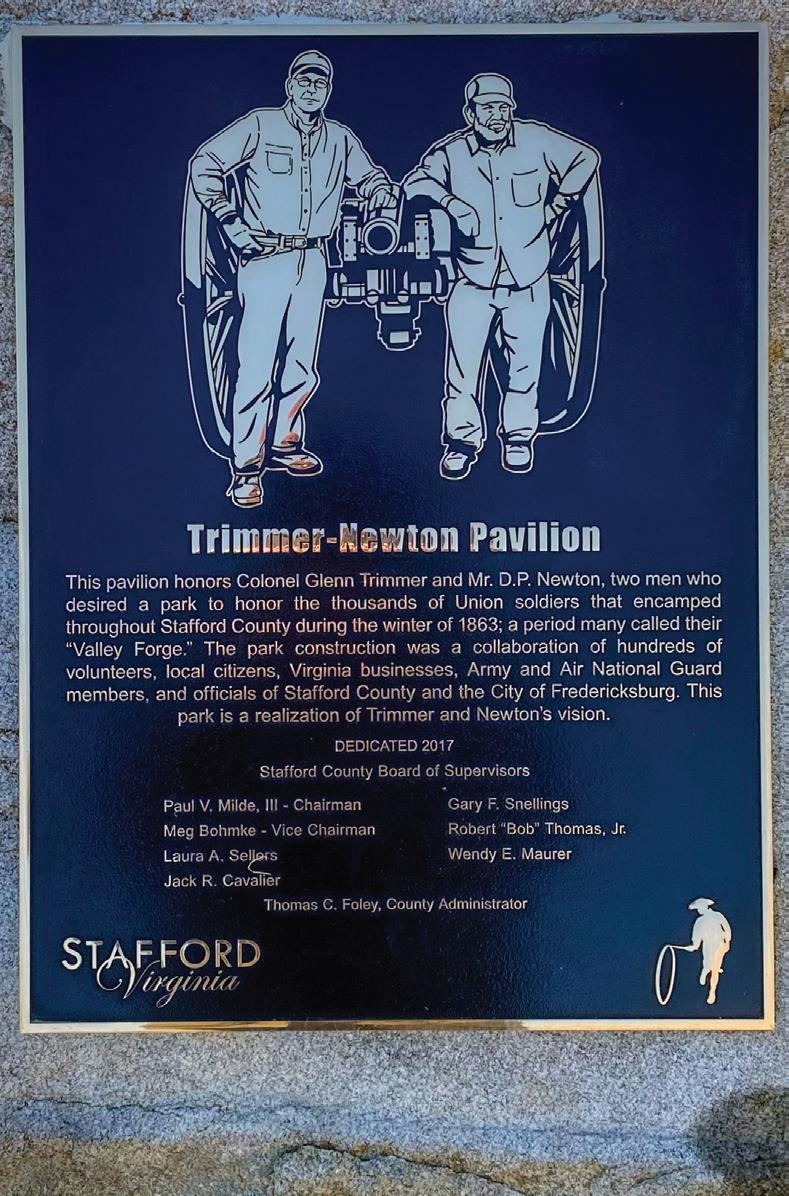 Trimmer-Newton Pavilion
This pavilion honors Colonel Glenn Trimmer and Mr. D.P. Newton, two men who
desired a park to honor the thousands of Union soldiers that encamped
throughout Stafford County during the winter of 1863; a period many called their
“Valley Forge.” The park construction was a collaboration of hundreds of
volunteers, local citizens, Virginia businesses, Army and Air National Guard
members, and officials of Stafford County and the City of Fredericksburg. This
park is a realization of Trimmer and Newton's vision.
DEDICATED 2017
Stafford County Board of Supervisors
Paul V. Milde, III - Chairman
Meg Bohmke - Vice Chairman
Laura A. Sellers
Jack R. Cavalier
Gary F. Snellings
Robert “Bob” Thomas, Jr.
Wendy E. Maurer
Thomas C. Foley, County Administrator
STAFFORD
Virginia